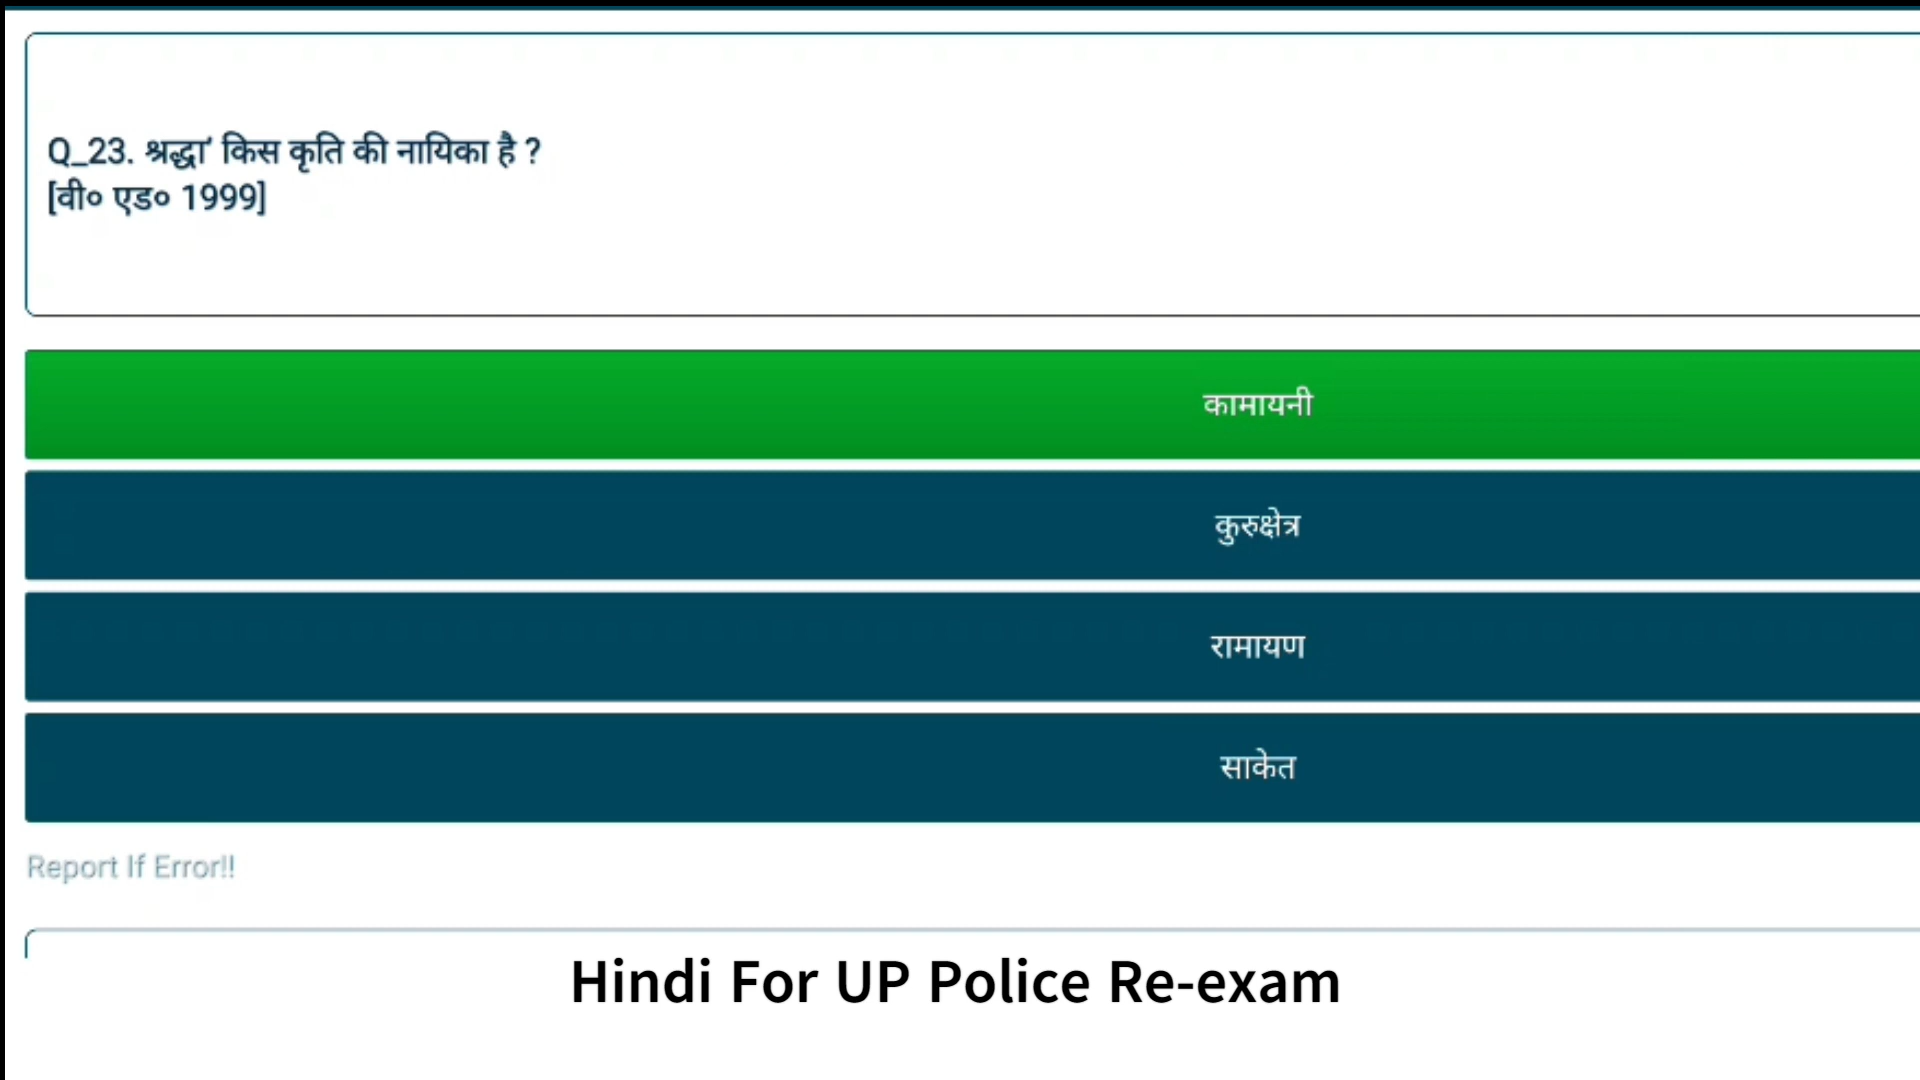 Q_23. श्रद्धा' किस कृति की नायिका है ?
[वी० एड० 1999]
कामायनी
कुरुक्षेत्र
रामायण
साकेत
Report If Error!!
Hindi For UP Police Re-exam